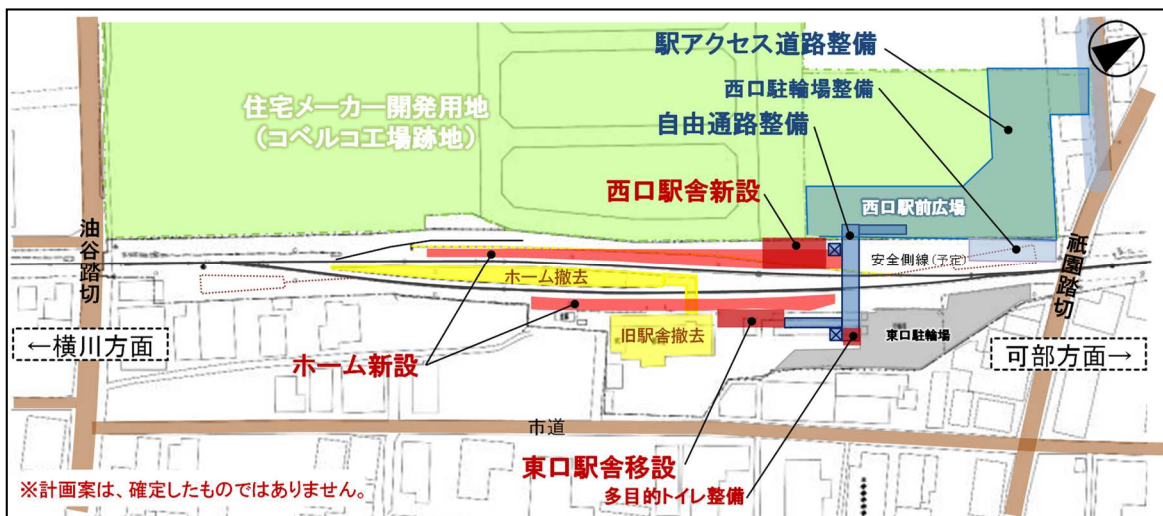 駅アクセス道路整備
西口駐輪場整備
自由通路整備
住宅メーカー開発用地
（コベルコ工場跡地）
西口駅舎新設
西口駅前広場
油谷踏切
安全側線（予定）
祇園踏切
ホーム撤去
旧駅舎撤去
東口駐輪場
←横川方面
ホーム新設
可部方面→
市道
東口駅舎移設
多目的トイレ整備
※計画案は、確定したものではありません。